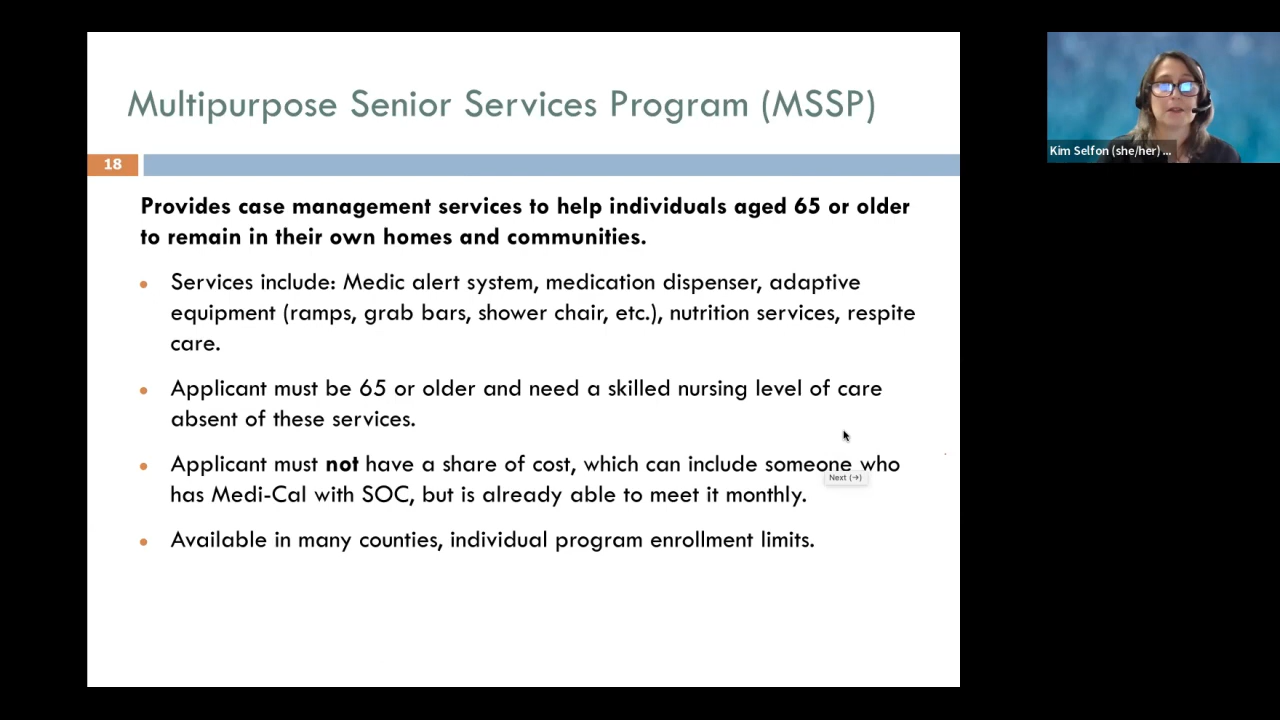 Multipurpose Senior Services Program (MSSP)
18
Provides case management services to help individuals aged 65 or older
to remain in their own homes and communities.
• Services include: Medic alert system, medication dispenser, adaptive
equipment (ramps, grab bars, shower chair, etc.), nutrition services, respite
care.
• Applicant must be 65 or older and need a skilled nursing level of care
absent of these services.
• Applicant must not have a share of cost, which can include someone who
has Medi-Cal with SOC, but is already able to meet it monthly.
Next (→)
• Available in many counties, individual program enrollment limits.
Kim Selfon (she/her) ...